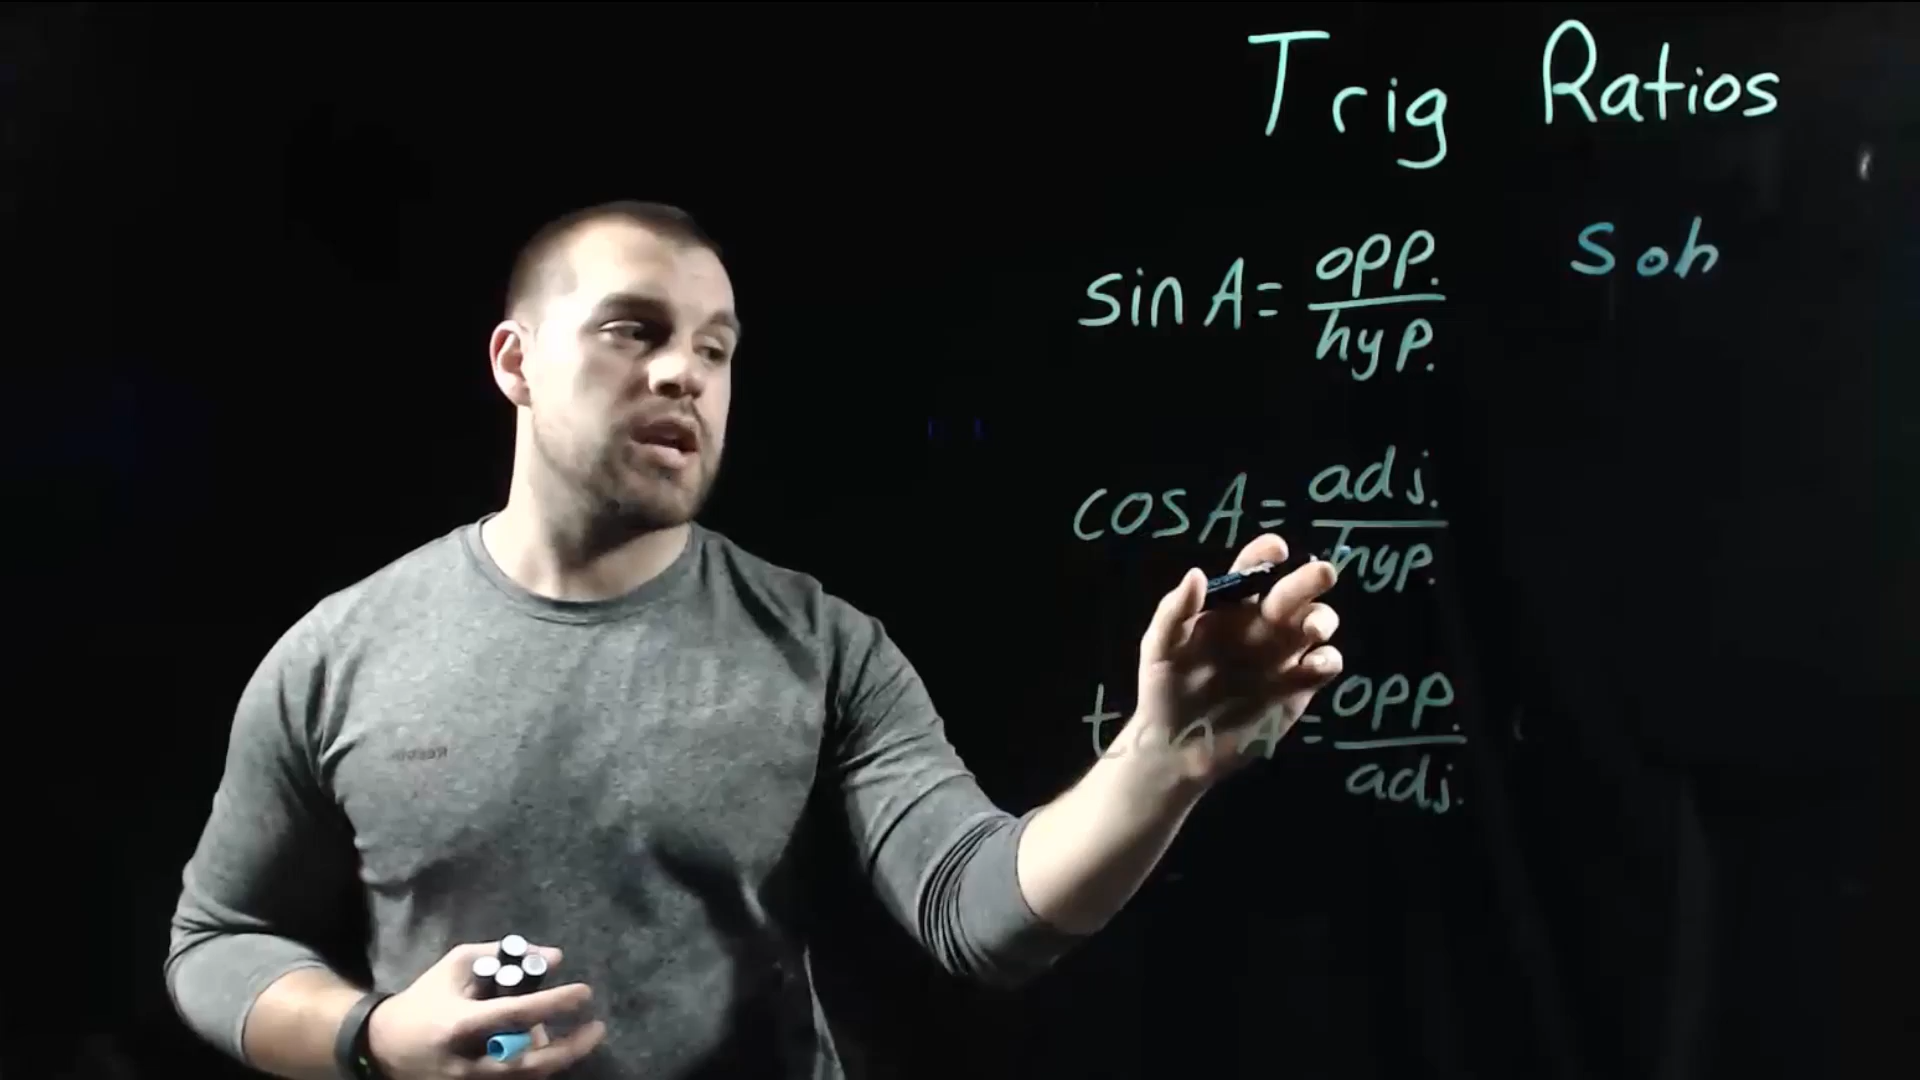 Trig Ratios
sin A = opp. / hyp.
Soh
cos A = adj. / hyp.
tan A = opp. / adj.